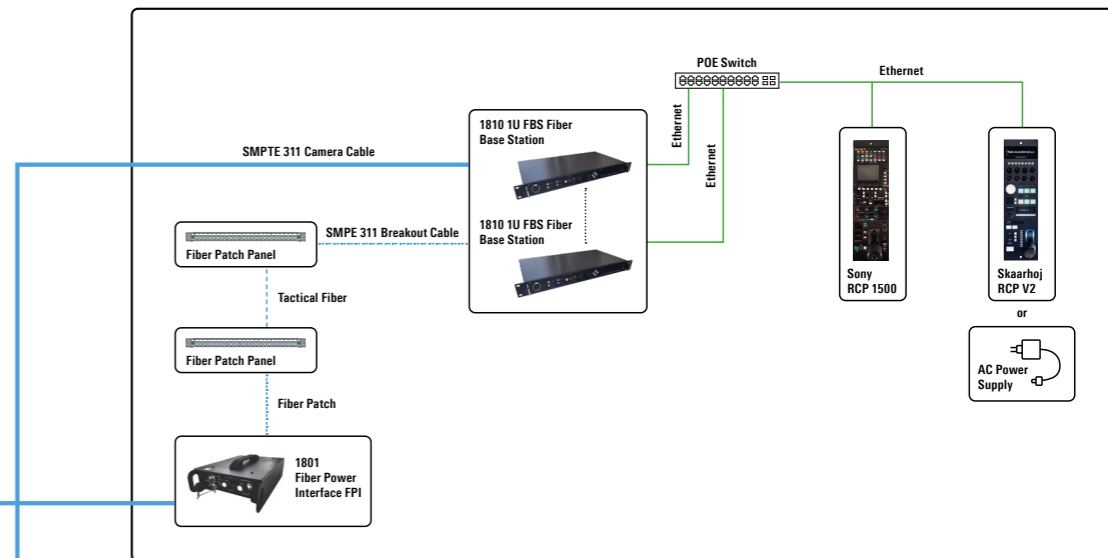 POE Switch
Ethernet
1810 1U FBS Fiber
Base Station
Ethernet
Ethernet
SMPTE 311 Camera Cable
1810 1U FBS Fiber
Base Station
SMPE 311 Breakout Cable
Fiber Patch Panel
SKAARHOJ
Sony
RCP 1500
Skaarhoj
RCP V2
Tactical Fiber
or
Fiber Patch Panel
AC Power
Supply
Fiber Patch
1801
Fiber Power
Interface FPI